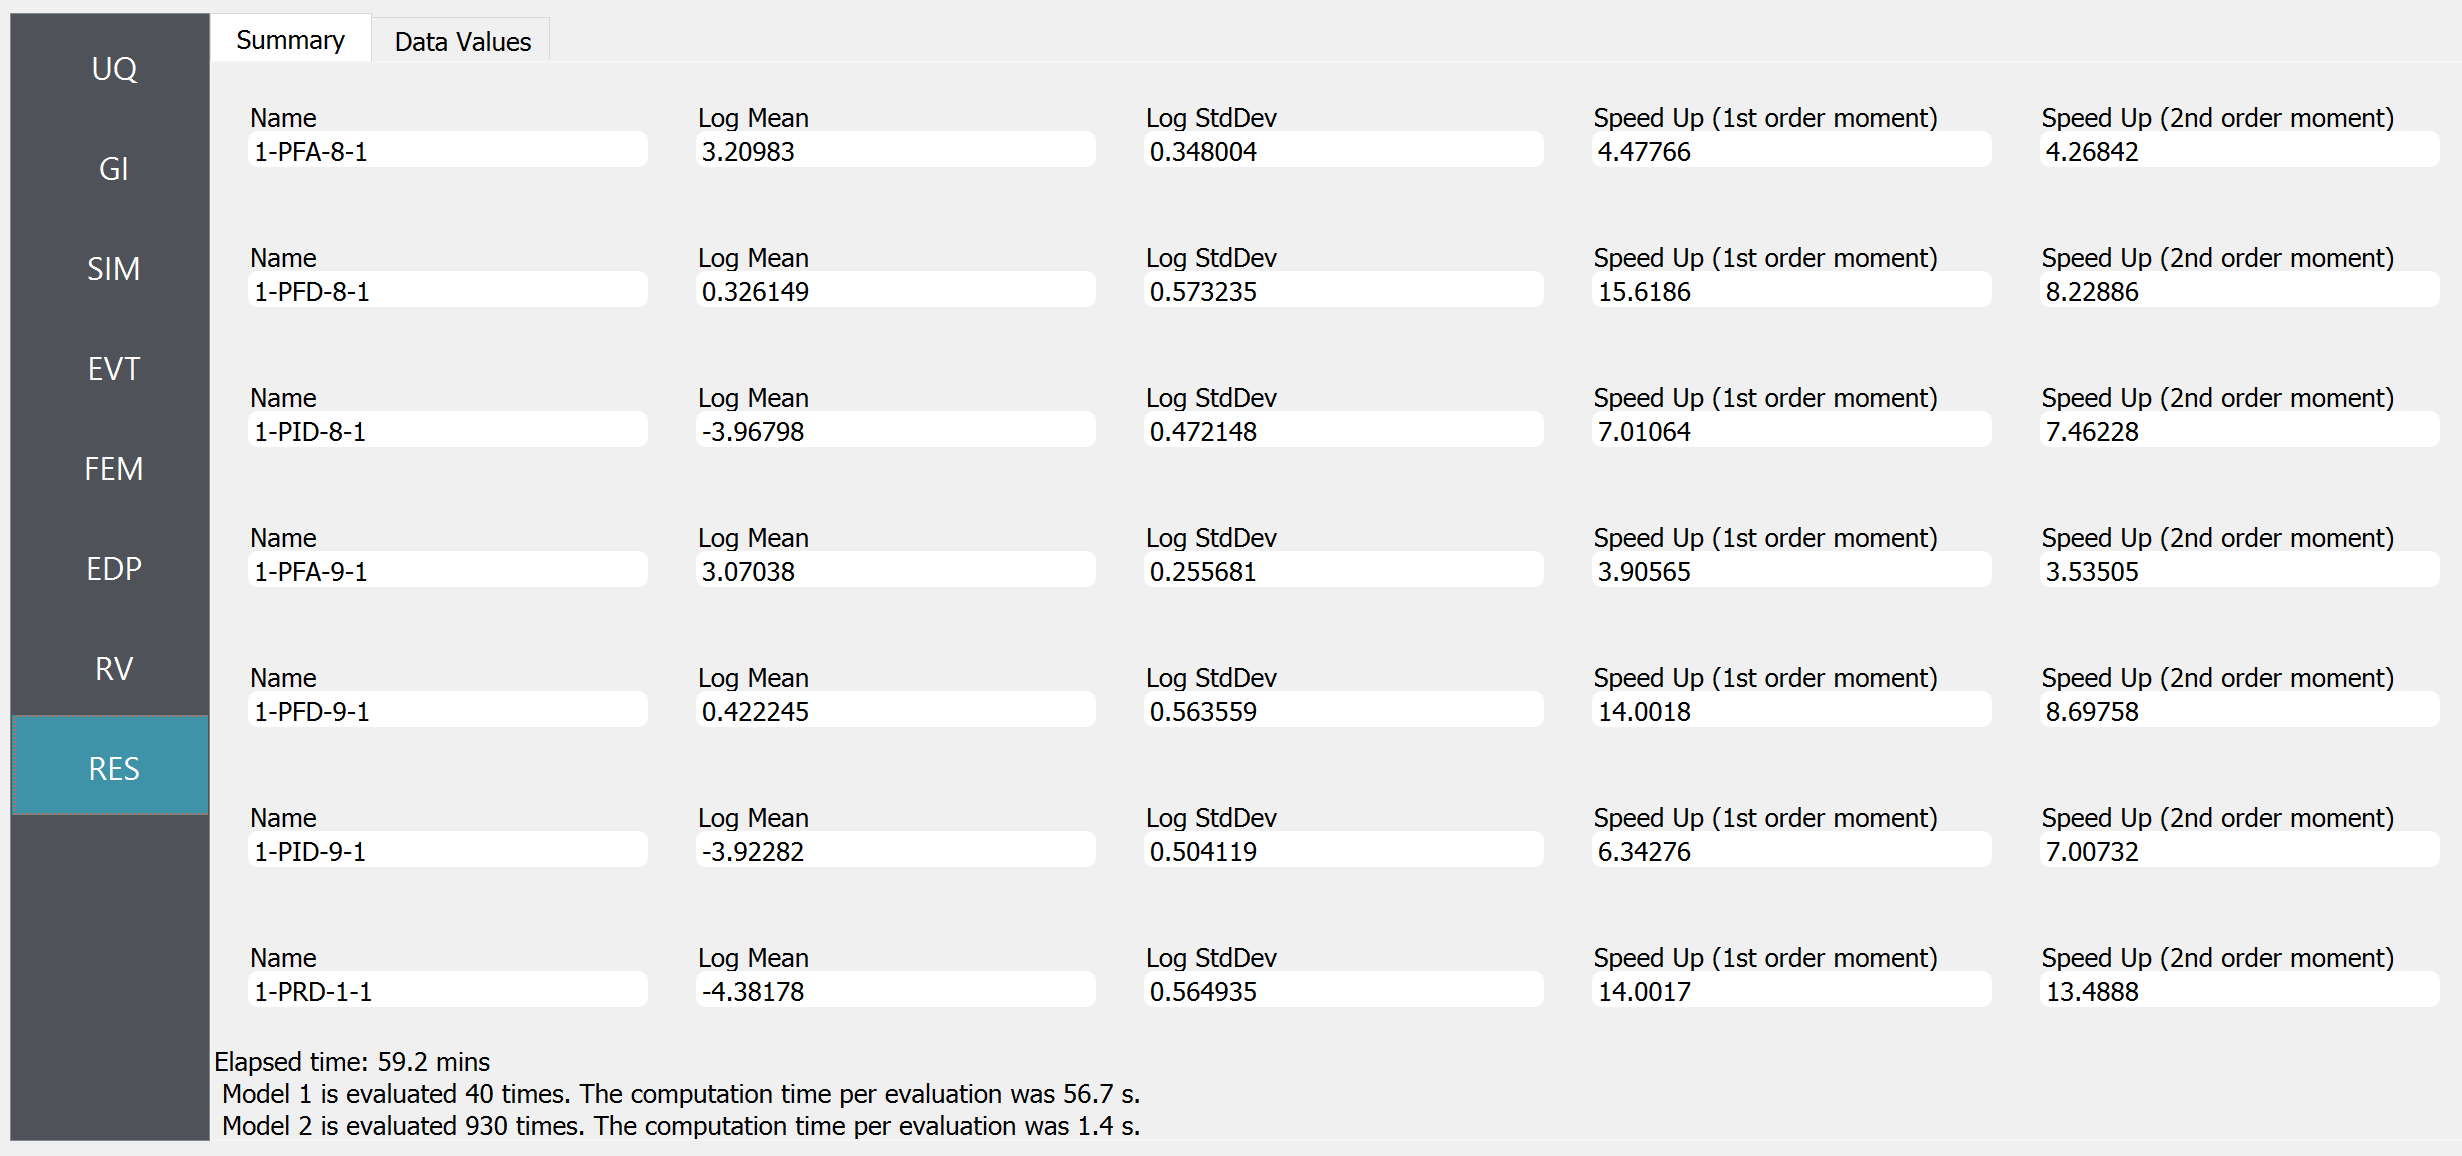 UQ
GI
SIM
EVT
FEM
EDP
RV
RES
Summary Data Values
Name Log Mean Log StdDev Speed Up (1st order moment) Speed Up (2nd order moment)
1-PFA-8-1 3.20983 0.348004 4.47766 4.26842
Name Log Mean Log StdDev Speed Up (1st order moment) Speed Up (2nd order moment)
1-PFD-8-1 0.326149 0.573235 15.6186 8.22886
Name Log Mean Log StdDev Speed Up (1st order moment) Speed Up (2nd order moment)
1-PID-8-1 -3.96798 0.472148 7.01064 7.46228
Name Log Mean Log StdDev Speed Up (1st order moment) Speed Up (2nd order moment)
1-PFA-9-1 3.07038 0.255681 3.90565 3.53505
Name Log Mean Log StdDev Speed Up (1st order moment) Speed Up (2nd order moment)
1-PFD-9-1 0.422245 0.563559 14.0018 8.69758
Name Log Mean Log StdDev Speed Up (1st order moment) Speed Up (2nd order moment)
1-PID-9-1 -3.92282 0.504119 6.34276 7.00732
Name Log Mean Log StdDev Speed Up (1st order moment) Speed Up (2nd order moment)
1-PRD-1-1 -4.38178 0.564935 14.0017 13.4888
Elapsed time: 59.2 mins
Model 1 is evaluated 40 times. The computation time per evaluation was 56.7 s.
Model 2 is evaluated 930 times. The computation time per evaluation was 1.4 s.